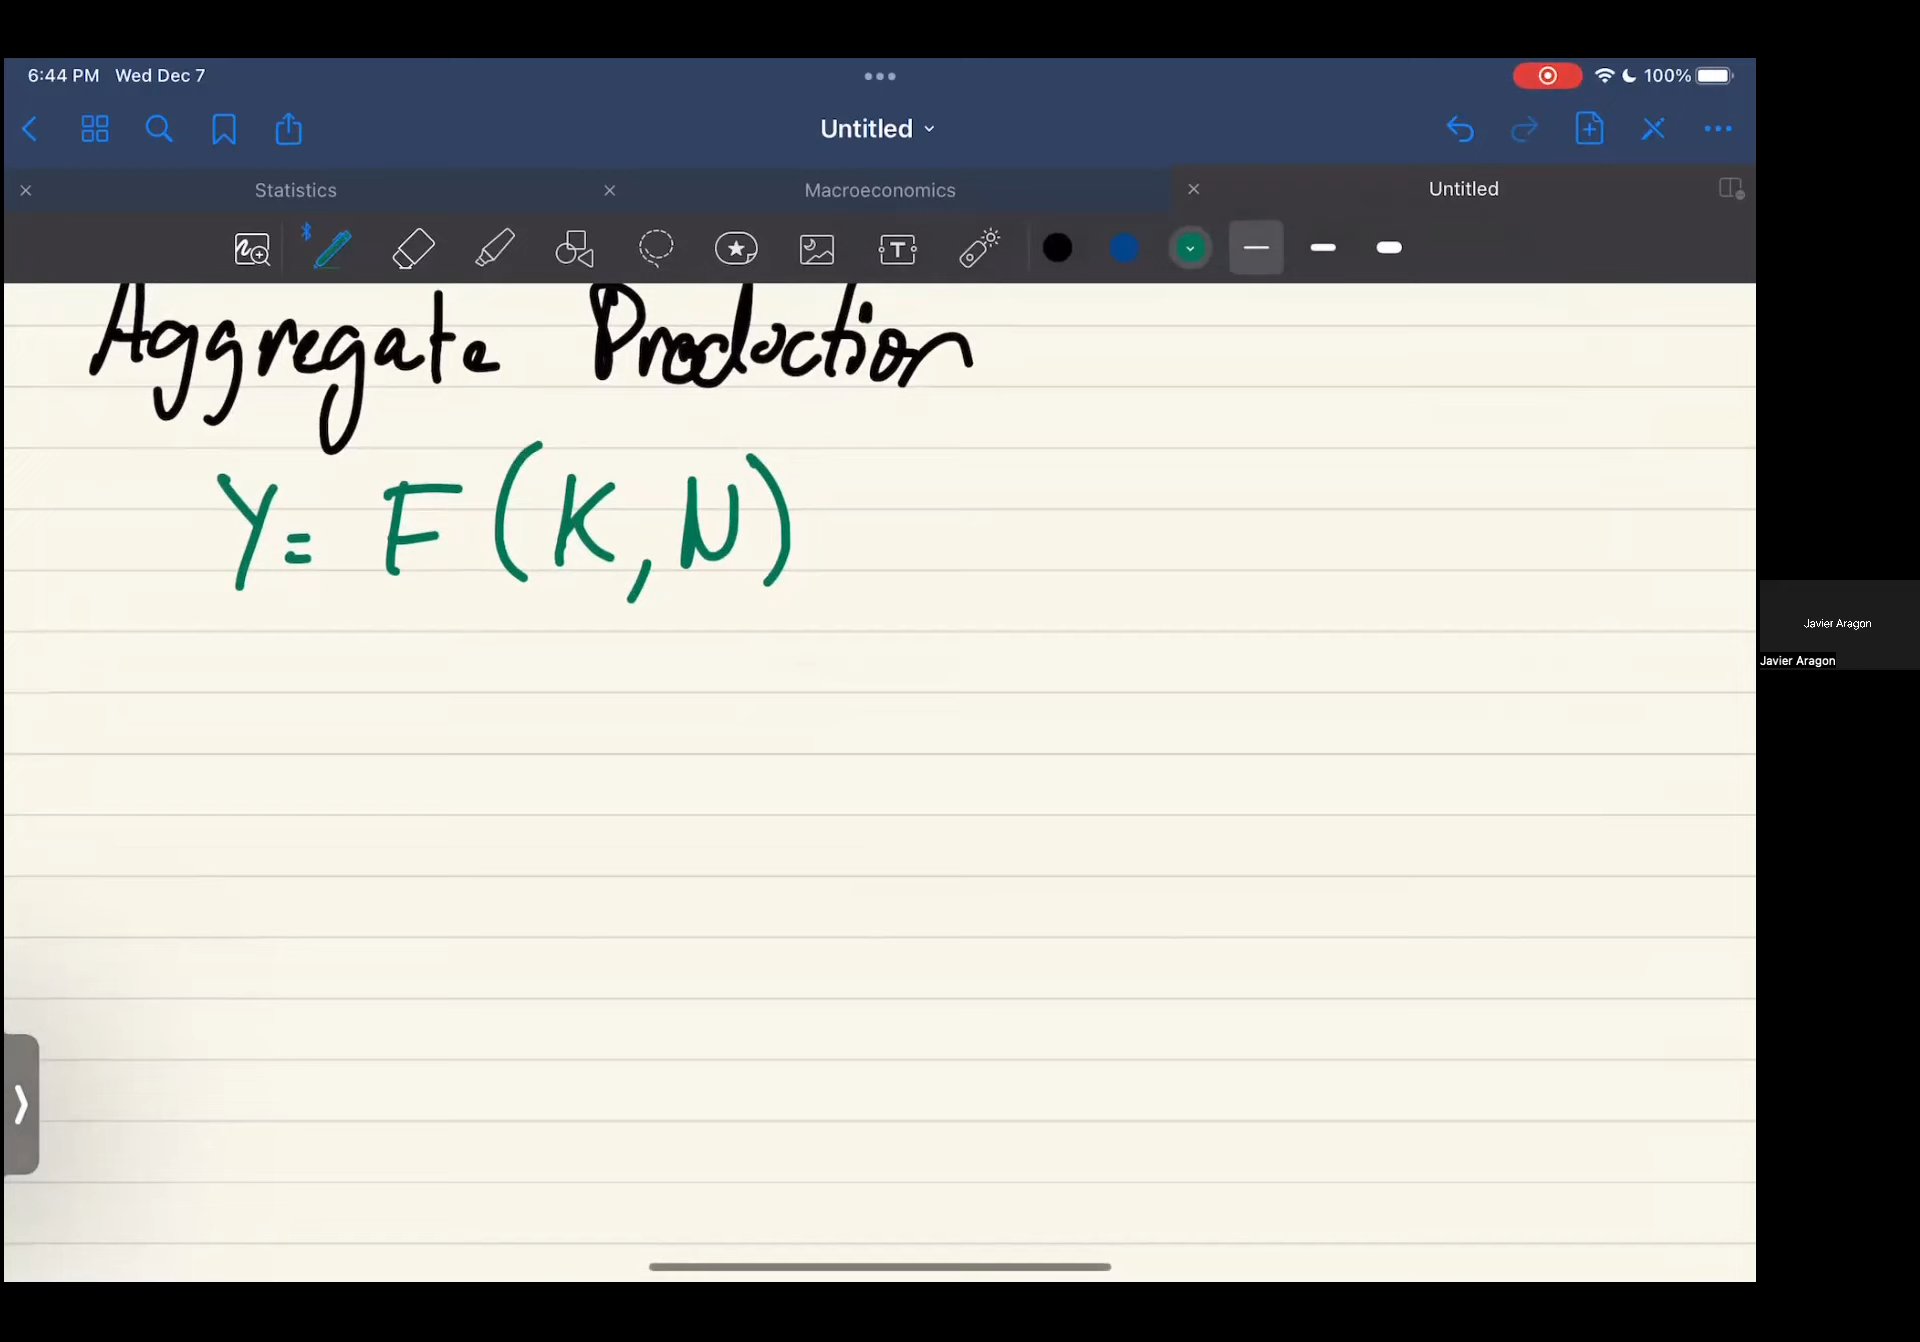 6:44 PM Wed Dec 7
100%
Untitled
Statistics
Macroeconomics
Untitled
T
Aggregate Production
Y= F (K, N)
Javier Aragon
Javier Aragon